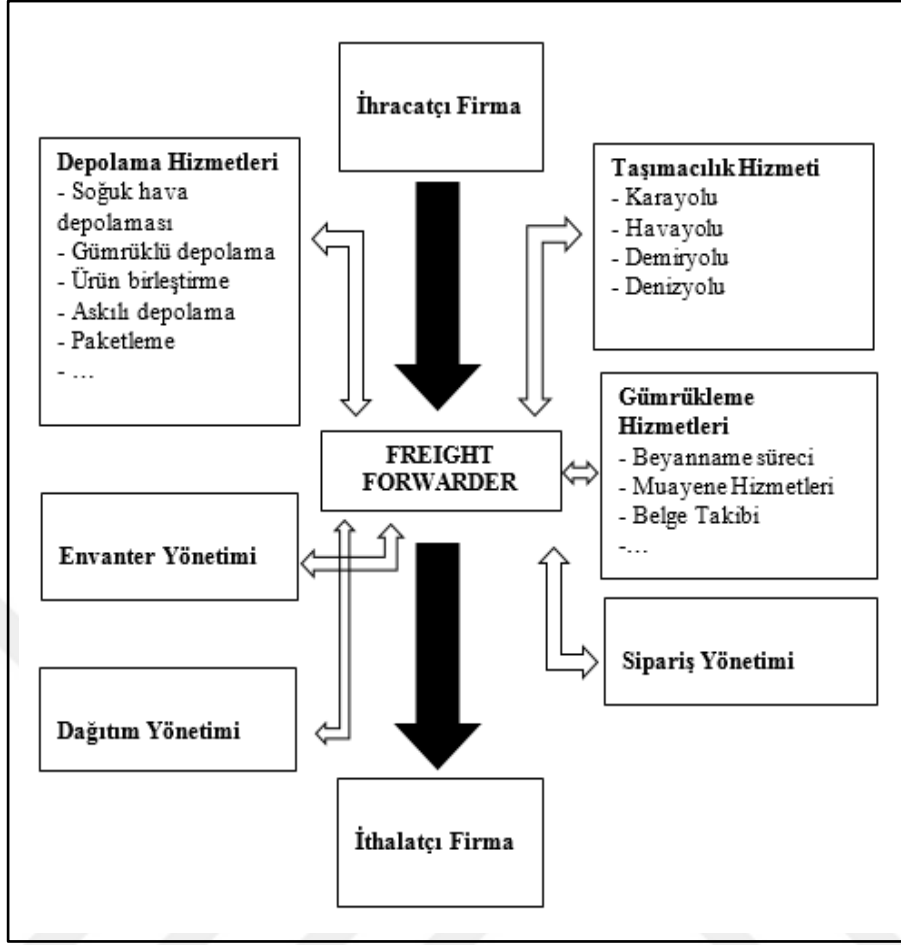 İhracatçı Firma
Depolama Hizmetleri
- Soğuk hava
depolaması
- Gümrüklü depolama
- Ürün birleştirme
- Askılı depolama
- Paketleme
- …
Taşımacılık Hizmeti
- Karayolu
- Havayolu
- Demiryolu
- Denizyolu
Gümrükleme
Hizmetleri
- Beyanname süreci
- Muayene Hizmetleri
- Belge Takibi
-…
FREIGHT
FORWARDER
Envanter Yönetimi
Sipariş Yönetimi
Dağıtım Yönetimi
İthalatçı Firma